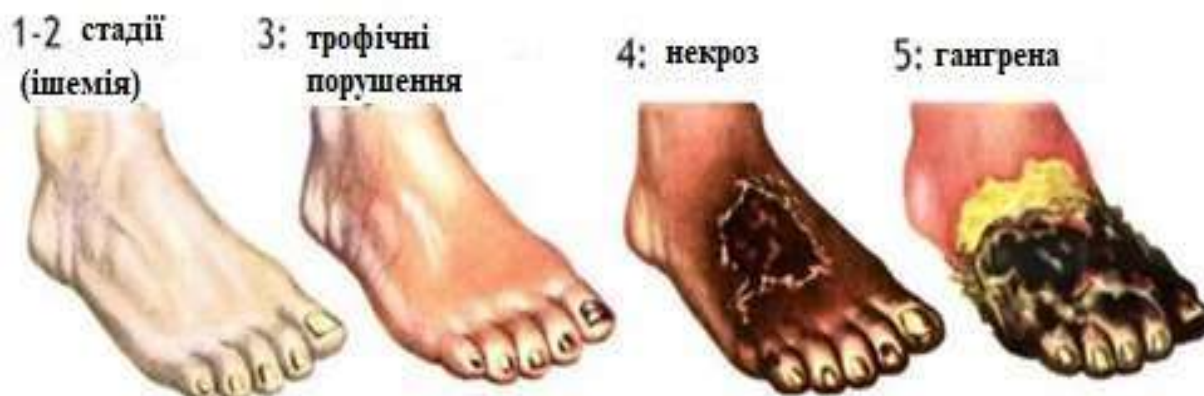 1-2 стадії
(ішемія)
3: трофічні
порушення
4: некроз
5: гангрена